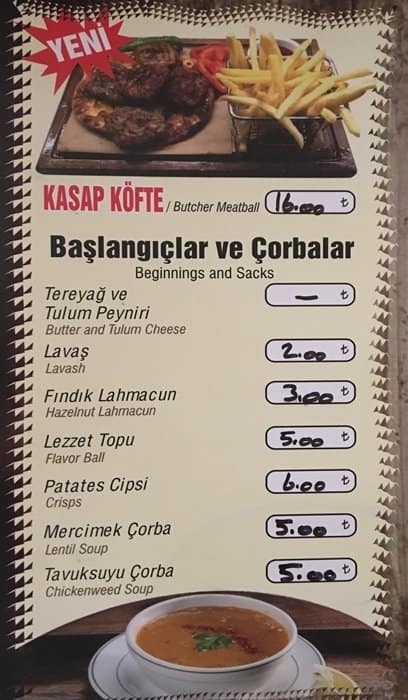 YENİ
KASAP KÖFTE / Butcher Meatball 16.00 ₺
Başlangıçlar ve Çorbalar
Beginnings and Sacks
Tereyağ ve — ₺
Tulum Peyniri
Butter and Tulum Cheese
Lavaş 2.00 ₺
Lavash
Fındık Lahmacun 3.00 ₺
Hazelnut Lahmacun
Lezzet Topu 5.00 ₺
Flavor Ball
Patates Cipsi 6.00 ₺
Crisps
Mercimek Çorba 5.00 ₺
Lentil Soup
Tavuksuyu Çorba 5.00 ₺
Chickenweed Soup